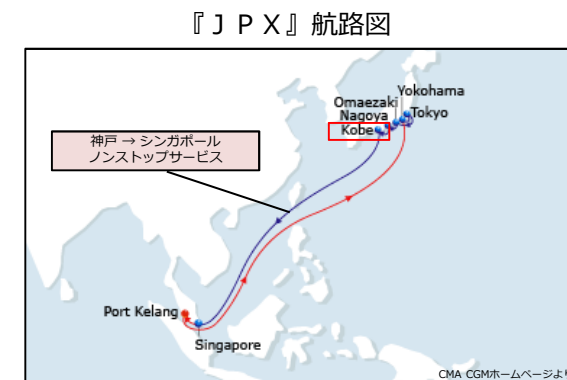 『ＪＰＸ』航路図
Yokohama
Omaezaki
Nagoya
Tokyo
Kobe
神戸 → シンガポール
ノンストップサービス
Port Kelang
Singapore
CMA CGMホームページより